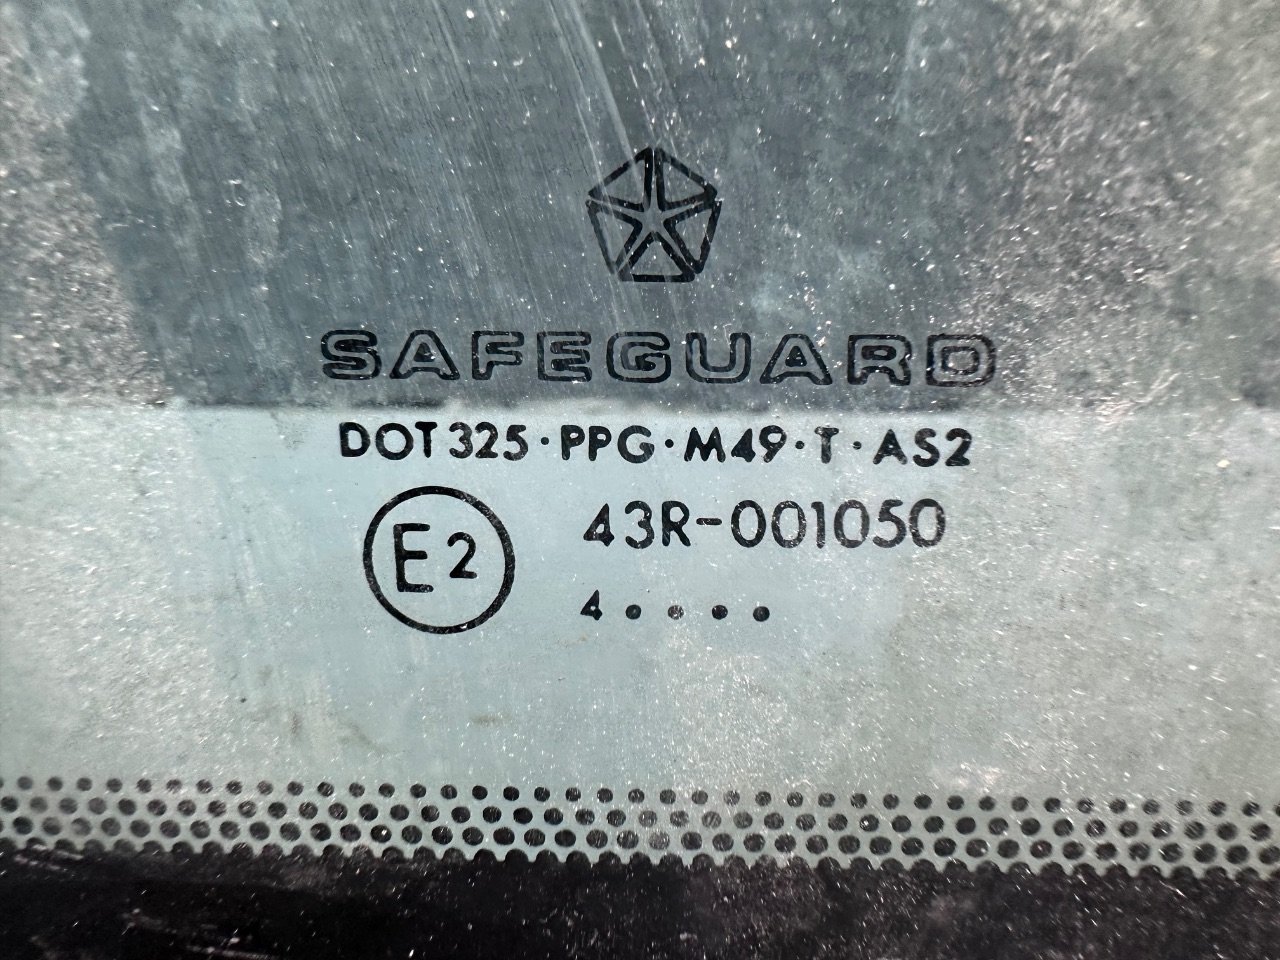 SAFEGUARD
DOT 325·PPG·M49·T·AS2
E2 43R-001050
4••••